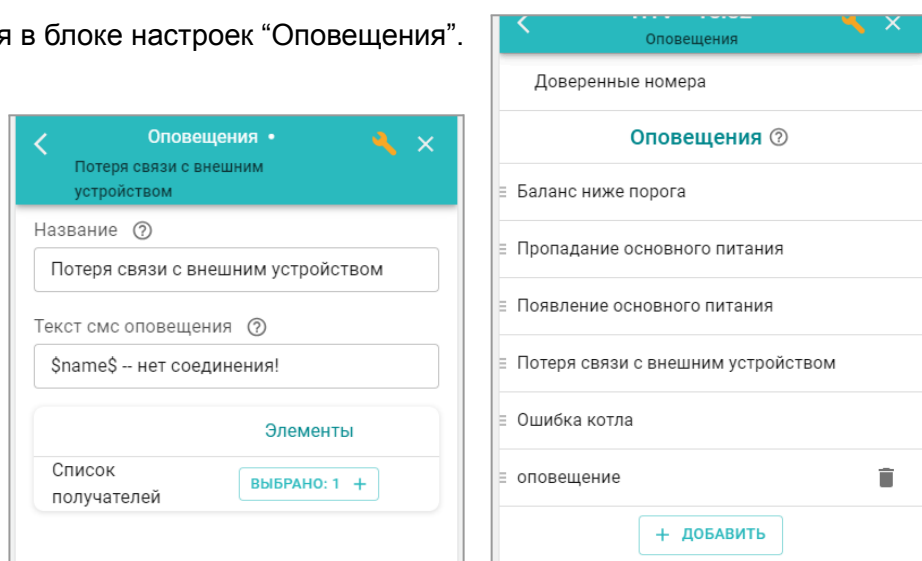 я в блоке настроек “Оповещения”.
Оповещения •
Потеря связи с внешним
устройством
Название
Потеря связи с внешним устройством
Текст смс оповещения
$name$ -- нет соединения!
Элементы
Список
получателей
ВЫБРАНО: 1 +
Оповещения
Доверенные номера
Оповещения
Баланс ниже порога
Пропадание основного питания
Появление основного питания
Потеря связи с внешним устройством
Ошибка котла
оповещение
+ ДОБАВИТЬ